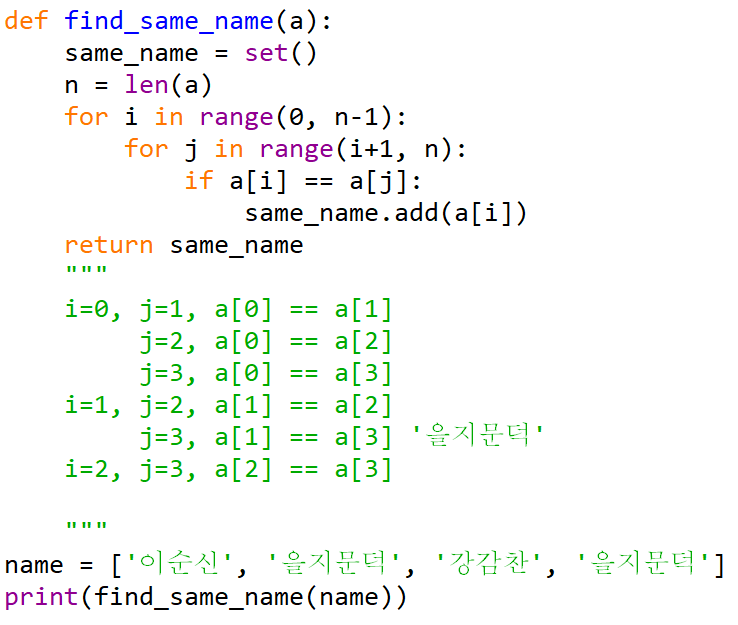 def find_same_name(a):
    same_name = set()
    n = len(a)
    for i in range(0, n-1):
        for j in range(i+1, n):
            if a[i] == a[j]:
                same_name.add(a[i])
    return same_name
    """
    i=0, j=1, a[0] == a[1]
         j=2, a[0] == a[2]
         j=3, a[0] == a[3]
    i=1, j=2, a[1] == a[2]
         j=3, a[1] == a[3] '을지문덕'
    i=2, j=3, a[2] == a[3]

    """
name = ['이순신', '을지문덕', '강감찬', '을지문덕']
print(find_same_name(name))